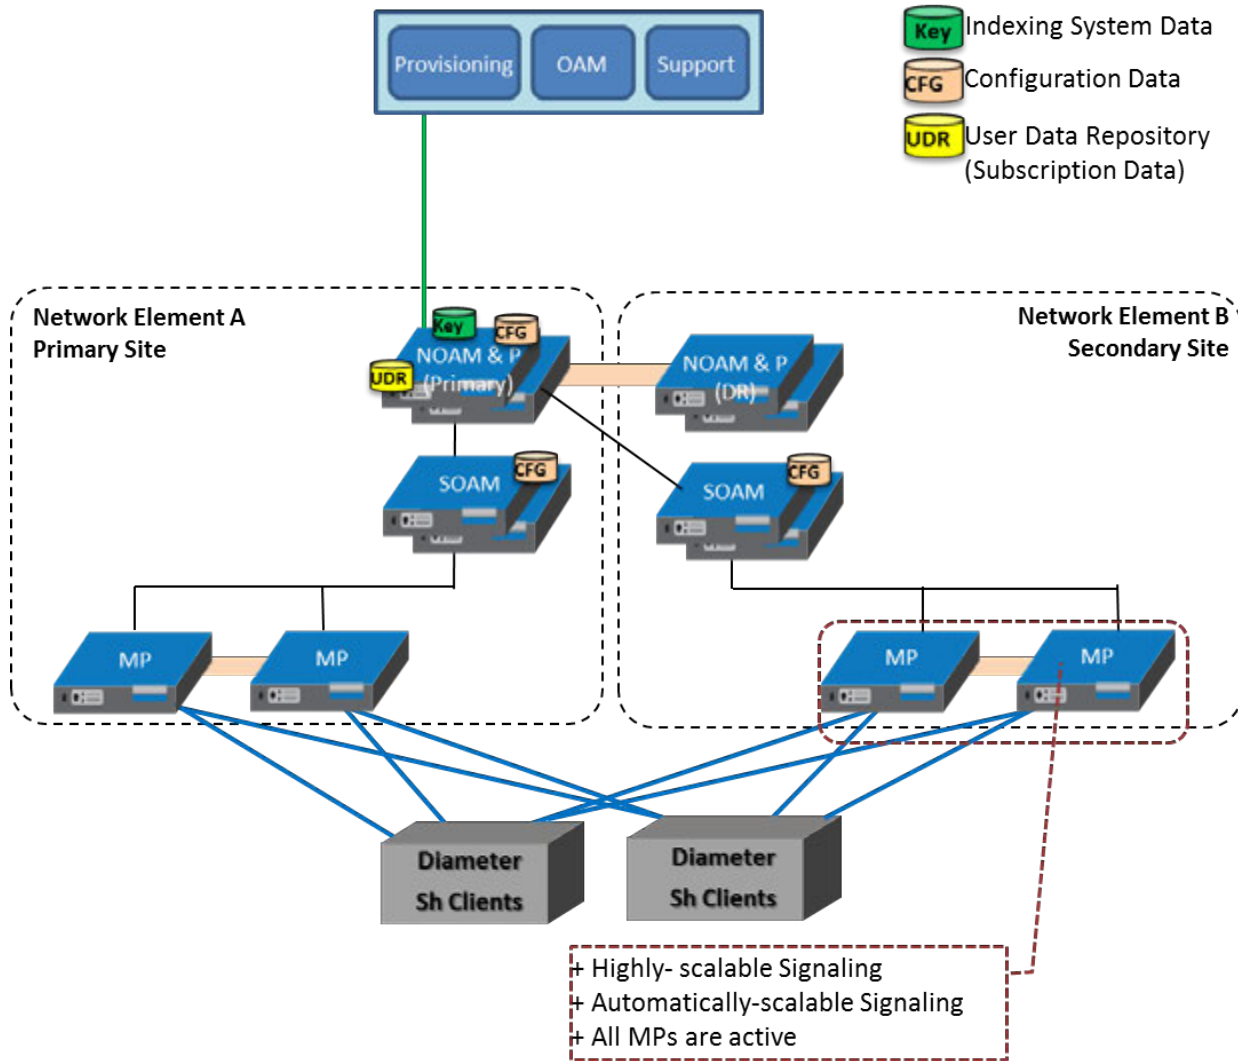 Provisioning
OAM
Support
Key
Indexing System Data
CFG
Configuration Data
UDR
User Data Repository
(Subscription Data)
Network Element A
Primary Site
Network Element B
Secondary Site
Key
CFG
UDR
NOAM & P
(Primary)
NOAM & P
(DR)
SOAM
CFG
SOAM
CFG
MP
MP
MP
MP
Diameter
Sh Clients
Diameter
Sh Clients
+ Highly- scalable Signaling
+ Automatically-scalable Signaling
+ All MPs are active